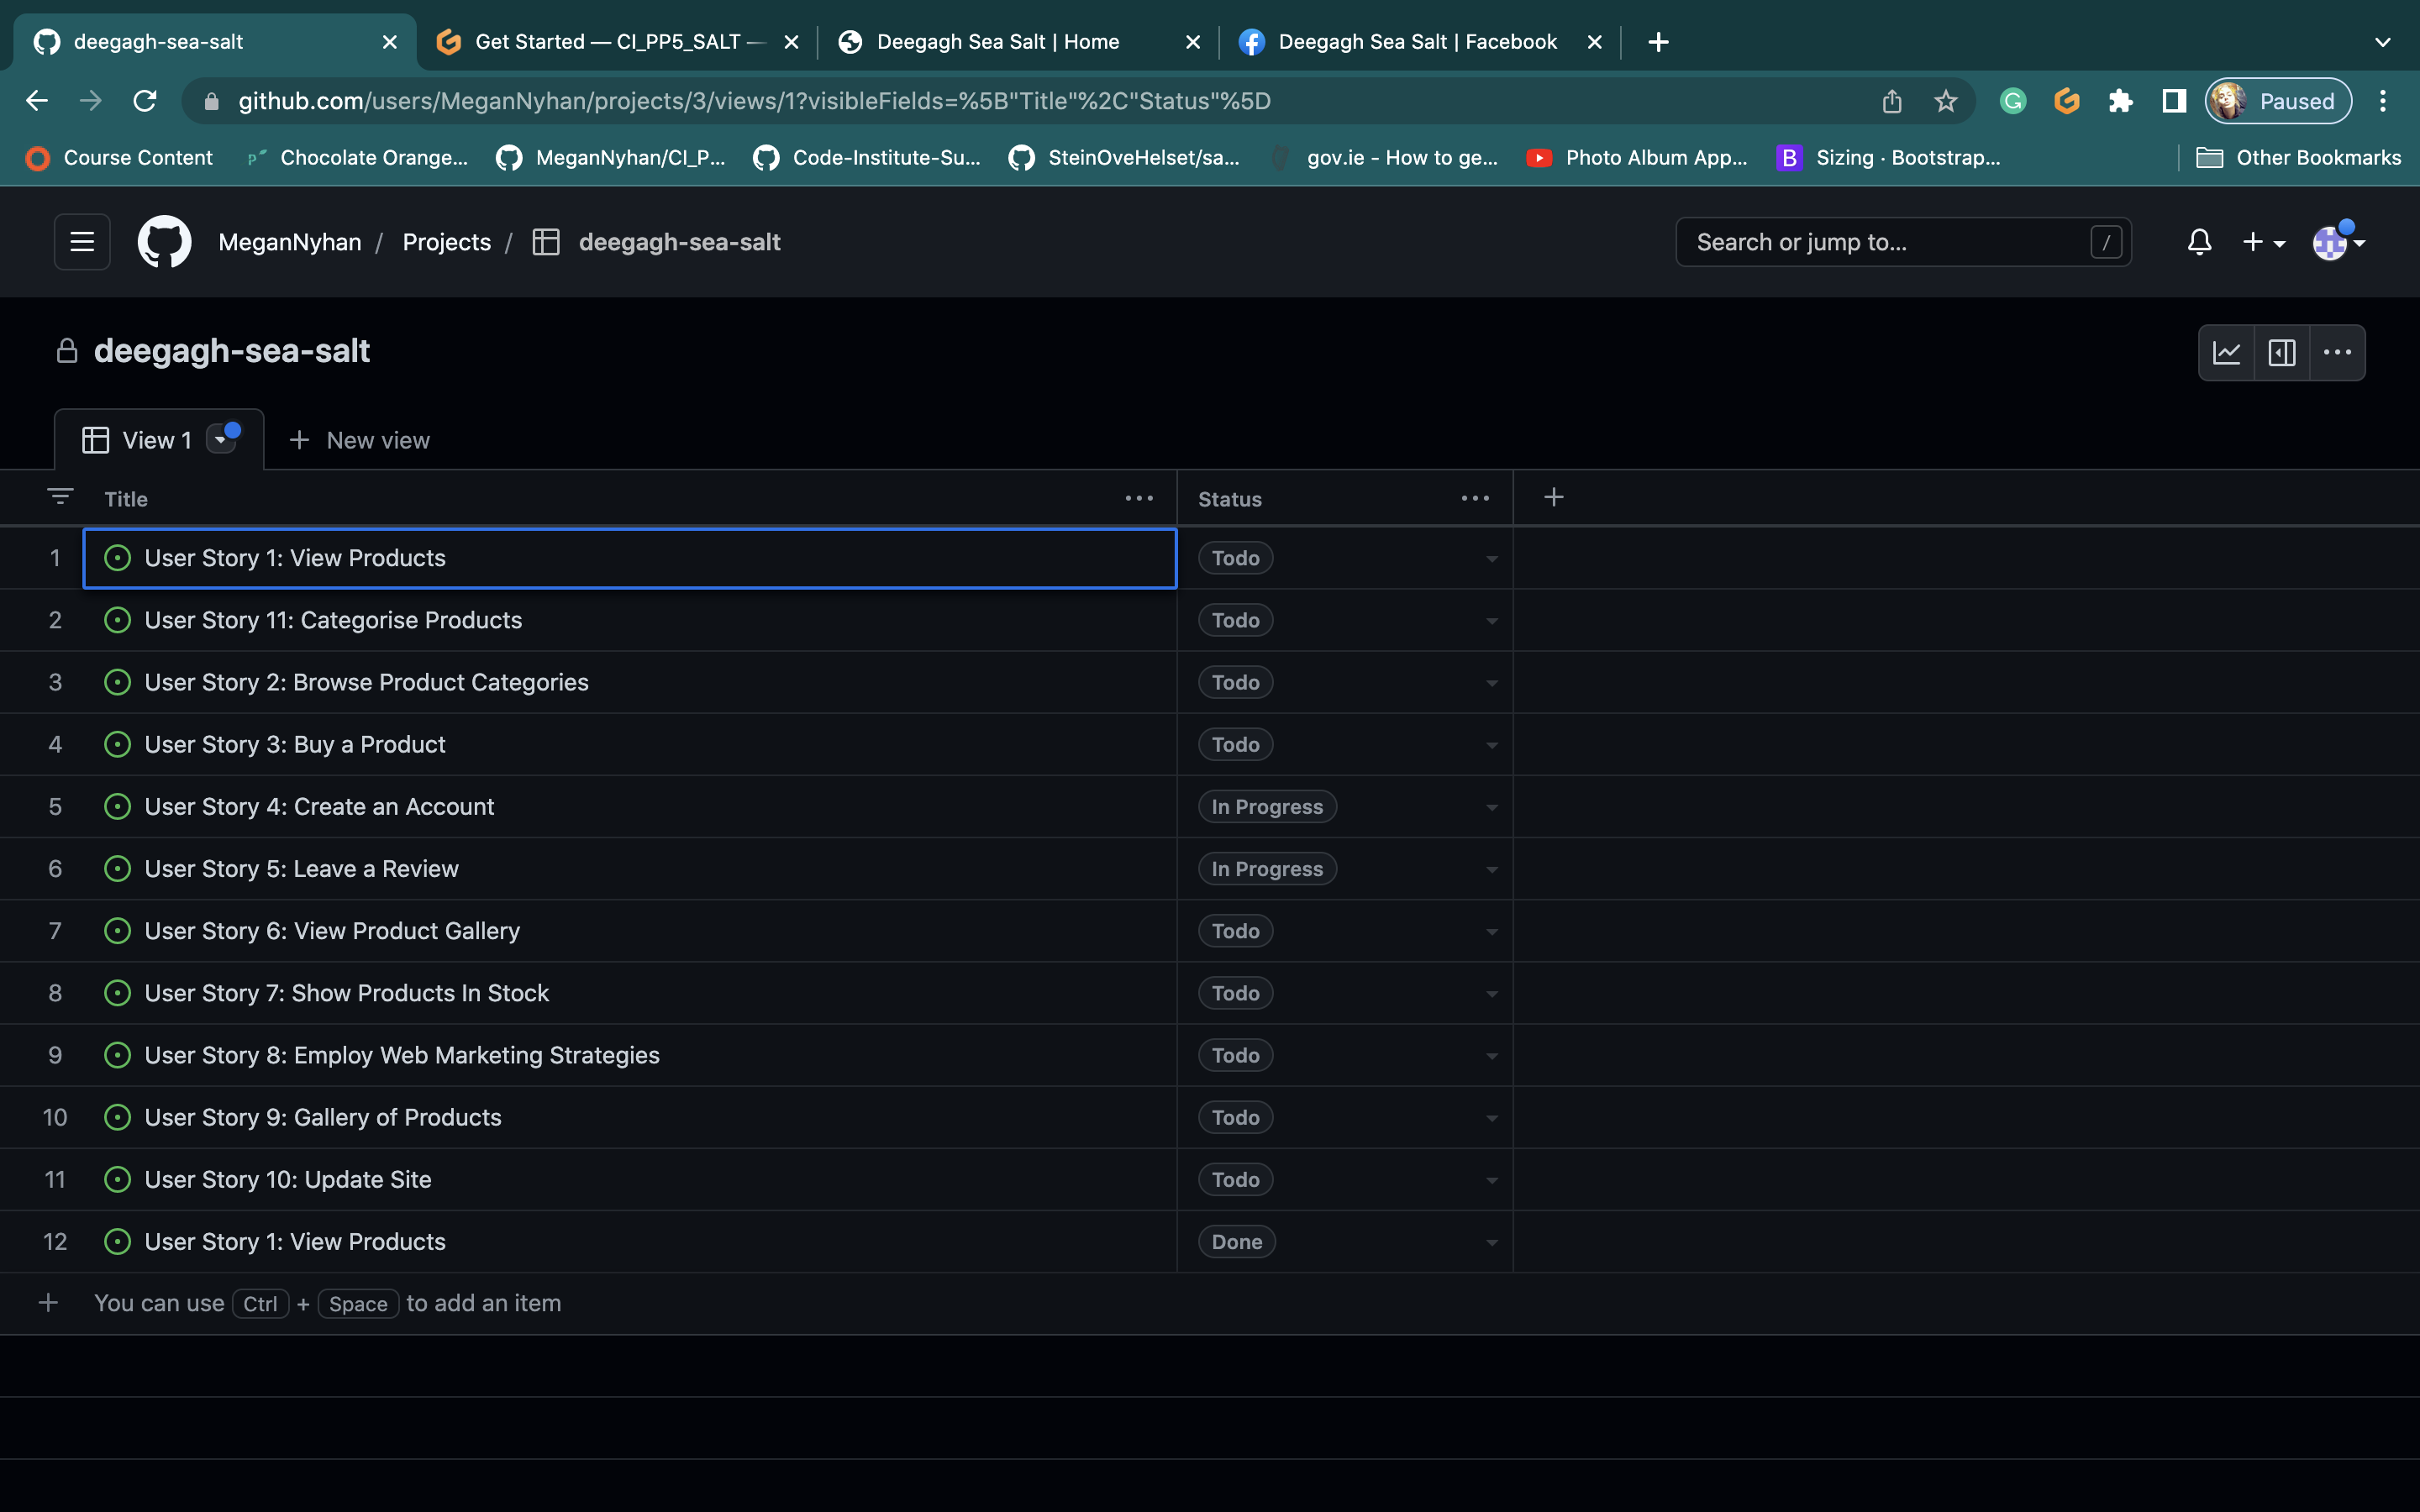 deegagh-sea-salt
Get Started — CI_PP5_SALT —
Deegagh Sea Salt | Home
Deegagh Sea Salt | Facebook
github.com/users/MeganNyhan/projects/3/views/1?visibleFields=%5B"Title"%2C"Status"%5D
Paused
Course Content
Chocolate Orange...
MeganNyhan/CI_P...
Code-Institute-Su...
SteinOveHelset/sa...
gov.ie - How to ge...
Photo Album App...
B Sizing · Bootstrap...
Other Bookmarks
MeganNyhan / Projects / deegagh-sea-salt
Search or jump to... /
deegagh-sea-salt
View 1
New view
Title Status
1 User Story 1: View Products Todo
2 User Story 11: Categorise Products Todo
3 User Story 2: Browse Product Categories Todo
4 User Story 3: Buy a Product Todo
5 User Story 4: Create an Account In Progress
6 User Story 5: Leave a Review In Progress
7 User Story 6: View Product Gallery Todo
8 User Story 7: Show Products In Stock Todo
9 User Story 8: Employ Web Marketing Strategies Todo
10 User Story 9: Gallery of Products Todo
11 User Story 10: Update Site Todo
12 User Story 1: View Products Done
You can use Ctrl + Space to add an item